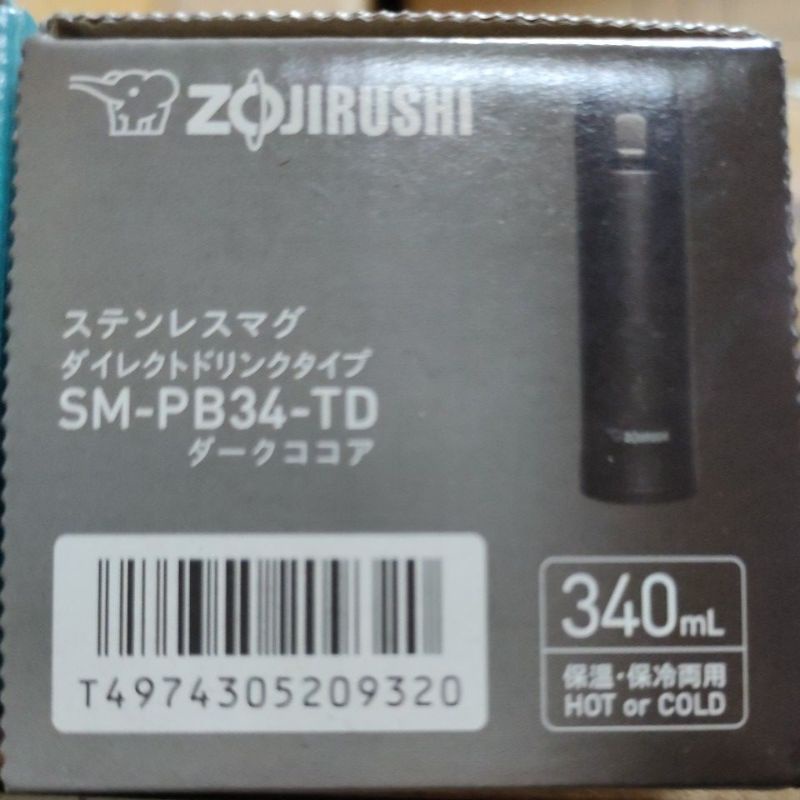 ZOJIRUSHI
ステンレスマグ
ダイレクトドリンクタイプ
SM-PB34-TD
ダークココア
T4974305209320
340mL
保温・保冷両用
HOT or COLD
ZOJIRUSHI